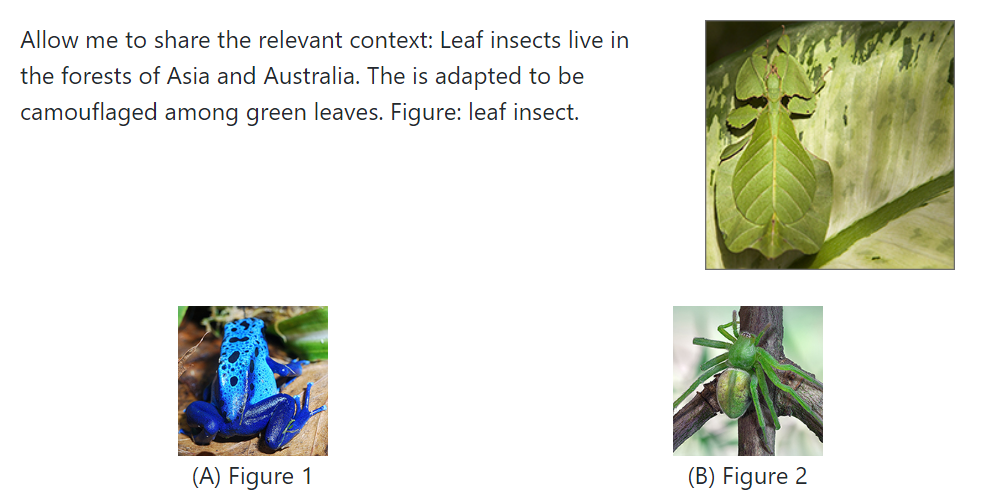 Allow me to share the relevant context: Leaf insects live in
the forests of Asia and Australia. The is adapted to be
camouflaged among green leaves. Figure: leaf insect.
(A) Figure 1
(B) Figure 2